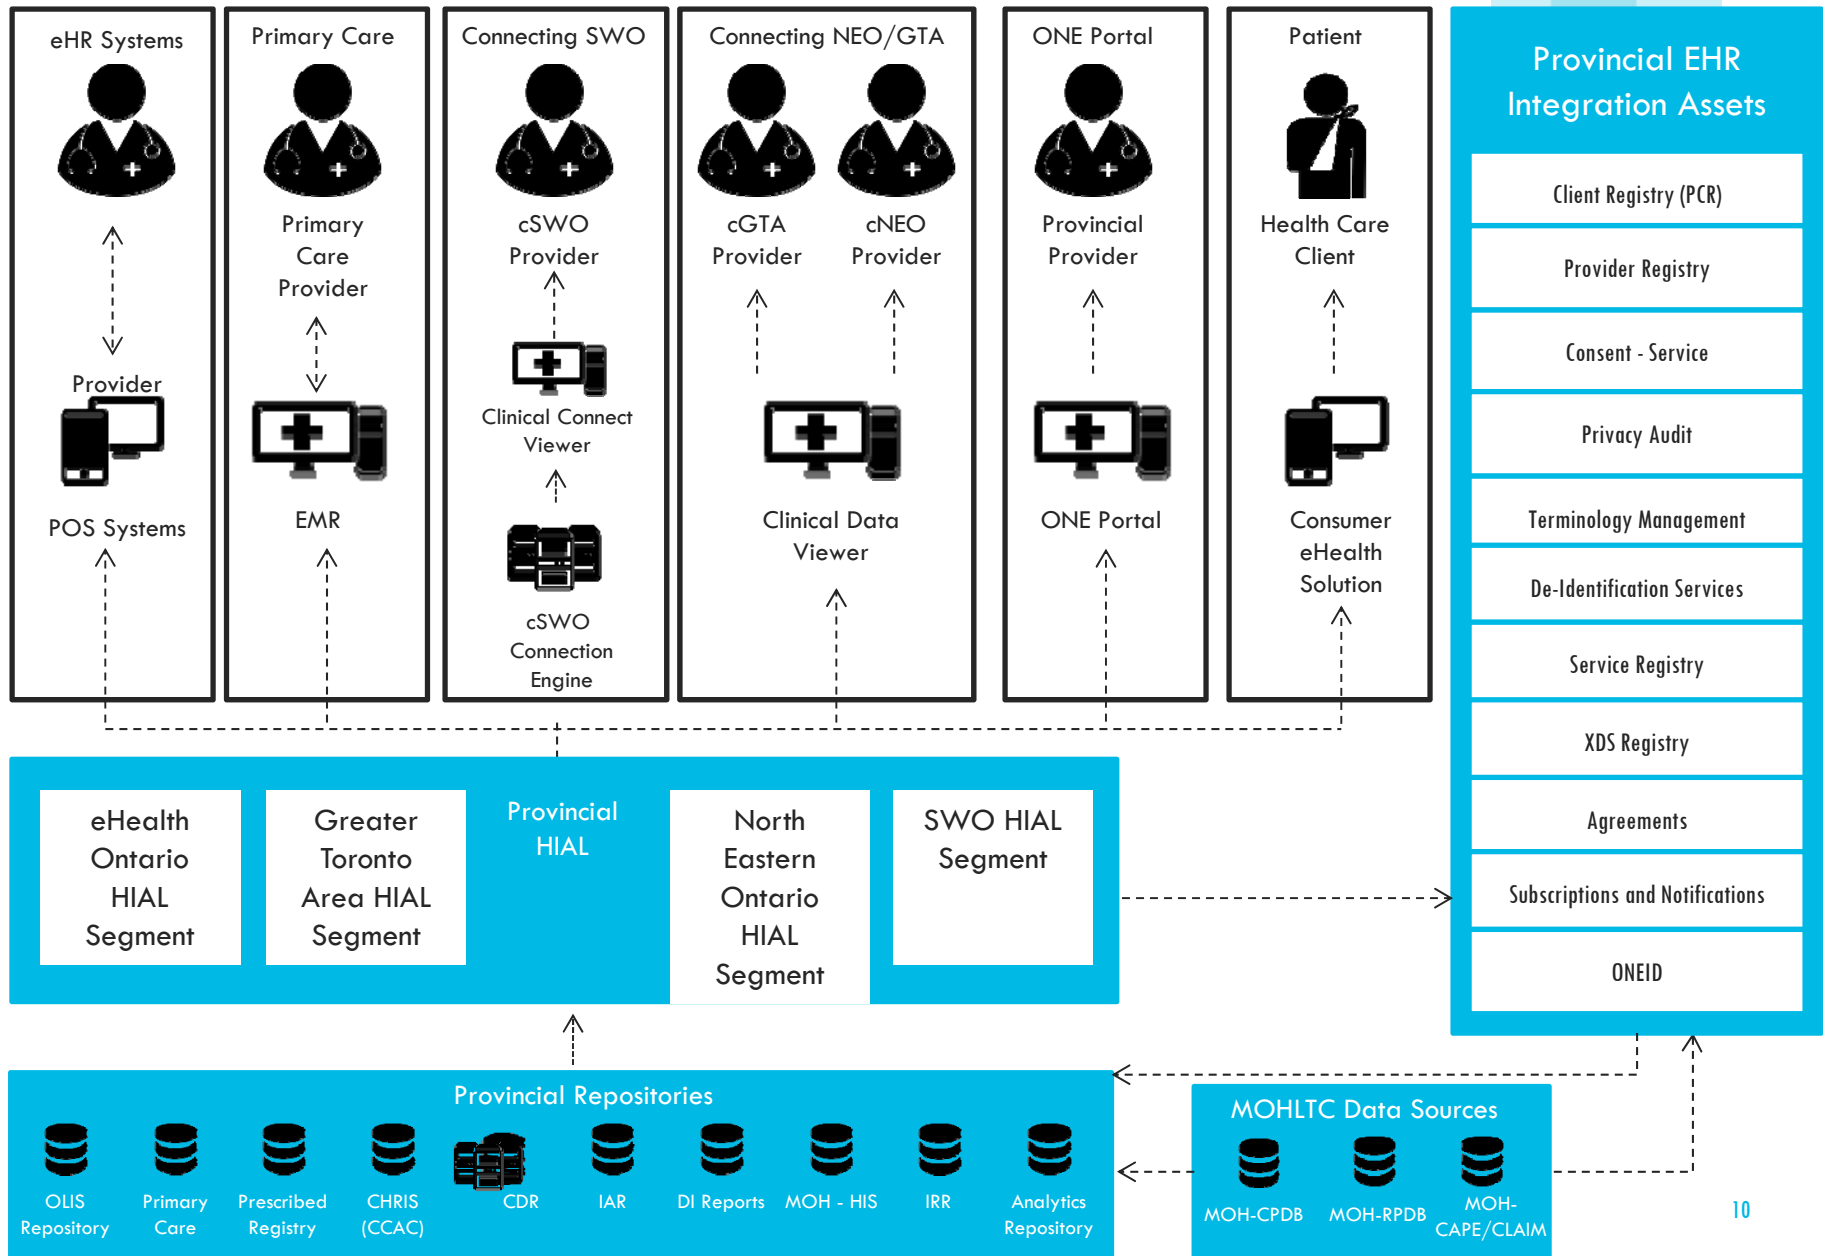 eHR Systems
Provider
POS Systems
Primary Care
Primary
Care
Provider
EMR
Connecting SWO
cSWO
Provider
Clinical Connect
Viewer
cSWO
Connection
Engine
Connecting NEO/GTA
cGTA
Provider
cNEO
Provider
Clinical Data
Viewer
ONE Portal
Provincial
Provider
ONE Portal
Patient
Health Care
Client
Consumer
eHealth
Solution
Provincial EHR
Integration Assets
Client Registry (PCR)
Provider Registry
Consent - Service
Privacy Audit
Terminology Management
De-Identification Services
Service Registry
XDS Registry
Agreements
Subscriptions and Notifications
ONEID
eHealth
Ontario
HIAL
Segment
Greater
Toronto
Area HIAL
Segment
Provincial
HIAL
North
Eastern
Ontario
HIAL
Segment
SWO HIAL
Segment
Provincial Repositories
OLIS
Repository
Primary
Care
Prescribed
Registry
CHRIS
(CCAC)
CDR
IAR
DI Reports
MOH - HIS
IRR
Analytics
Repository
MOHLTC Data Sources
MOH-CPDB
MOH-RPDB
MOH-
CAPE/CLAIM
10